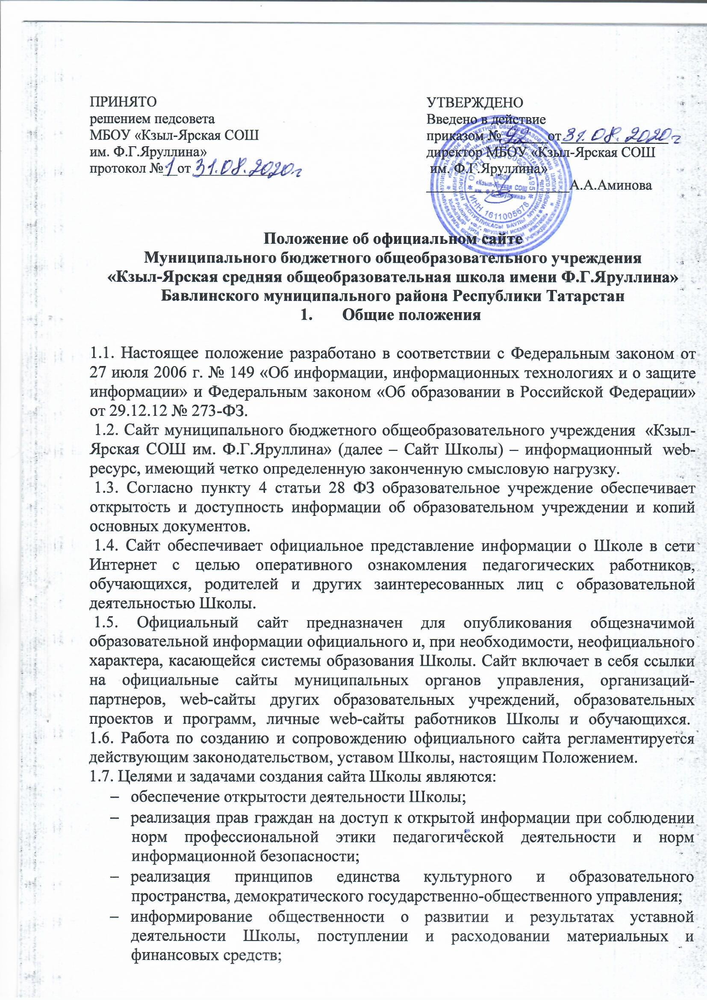 ПРИНЯТО
решением педсовета
МБОУ «Кзыл-Ярская СОШ
им. Ф.Г.Яруллина»
протокол № 1 от 31.08.2020г
УТВЕРЖДЕНО
Введено в действие
приказом № 92 от 31.08.2020г
директор МБОУ «Кзыл-Ярская СОШ
им. Ф.Г.Яруллина»
А.А.Аминова
МБОУ
«Кзыл-Ярская СОШ
им. Ф.Г.Яруллина»
ИНН 1611005678
Положение об официальном сайте
Муниципального бюджетного общеобразовательного учреждения
«Кзыл-Ярская средняя общеобразовательная школа имени Ф.Г.Яруллина»
Бавлинского муниципального района Республики Татарстан
1. Общие положения
1.1. Настоящее положение разработано в соответствии с Федеральным законом от
27 июля 2006 г. № 149 «Об информации, информационных технологиях и о защите
информации» и Федеральным законом «Об образовании в Российской Федерации»
от 29.12.12 № 273-ФЗ.
1.2. Сайт муниципального бюджетного общеобразовательного учреждения «Кзыл-
Ярская СОШ им. Ф.Г.Яруллина» (далее – Сайт Школы) – информационный web-
ресурс, имеющий четко определенную законченную смысловую нагрузку.
1.3. Согласно пункту 4 статьи 28 ФЗ образовательное учреждение обеспечивает
открытость и доступность информации об образовательном учреждении и копий
основных документов.
1.4. Сайт обеспечивает официальное представление информации о Школе в сети
Интернет с целью оперативного ознакомления педагогических работников,
обучающихся, родителей и других заинтересованных лиц с образовательной
деятельностью Школы.
1.5. Официальный сайт предназначен для опубликования общезначимой
образовательной информации официального и, при необходимости, неофициального
характера, касающейся системы образования Школы. Сайт включает в себя ссылки
на официальные сайты муниципальных органов управления, организаций-
партнеров, web-сайты других образовательных учреждений, образовательных
проектов и программ, личные web-сайты работников Школы и обучающихся.
1.6. Работа по созданию и сопровождению официального сайта регламентируется
действующим законодательством, уставом Школы, настоящим Положением.
1.7. Целями и задачами создания сайта Школы являются:
– обеспечение открытости деятельности Школы;
– реализация прав граждан на доступ к открытой информации при соблюдении
норм профессиональной этики педагогической деятельности и норм
информационной безопасности;
– реализация принципов единства культурного и образовательного
пространства, демократического государственно-общественного управления;
– информирование общественности о развитии и результатах уставной
деятельности Школы, поступлении и расходовании материальных и
финансовых средств;